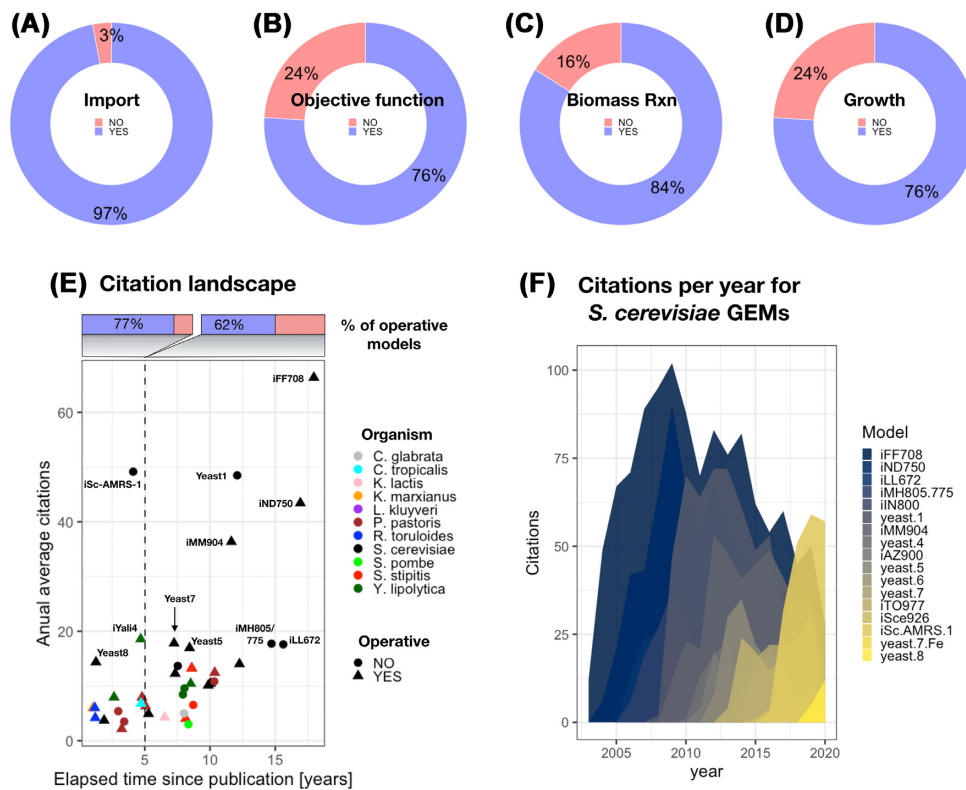 (A)
3%
Import
NO
YES
97%
(B)
24%
Objective function
NO
YES
76%
(C)
16%
Biomass Rxn
NO
YES
84%
(D)
24%
Growth
NO
YES
76%
(E) Citation landscape
77%
62%
% of operative
models
Anual average citations
60
40
20
0
iFF708
iSc-AMRS-1
Yeast1
iND750
iMM904
Yeast7
iYali4
Yeast8
Yeast5
iMH805/
775
iLL672
5
10
15
Elapsed time since publication [years]
Organism
C. glabrata
C. tropicalis
K. lactis
K. marxianus
L. kluyveri
P. pastoris
R. toruloides
S. cerevisiae
S. pombe
S. stipitis
Y. lipolytica
Operative
NO
YES
(F) Citations per year for
S. cerevisiae GEMs
Citations
100
75
50
25
0
2005
2010
2015
2020
year
Model
iFF708
iND750
iLL672
iMH805.775
iIN800
yeast.1
iMM904
yeast.4
IAZ900
yeast.5
yeast.6
yeast.7
ITO977
iSce926
iSc.AMRS.1
yeast.7.Fe
yeast.8